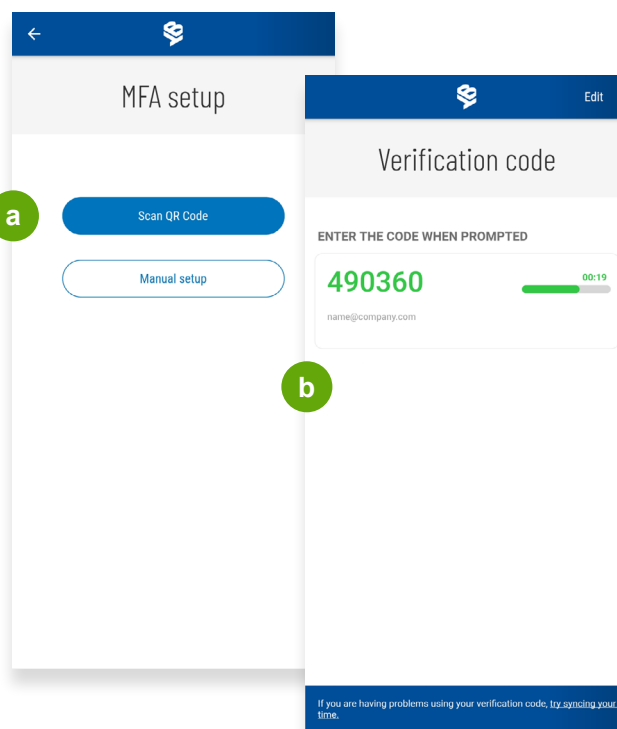 MFA setup
a
Scan QR Code
Manual setup
Edit
Verification code
ENTER THE CODE WHEN PROMPTED
490360
00:19
name@company.com
b
If you are having problems using your verification code, try syncing your
time.